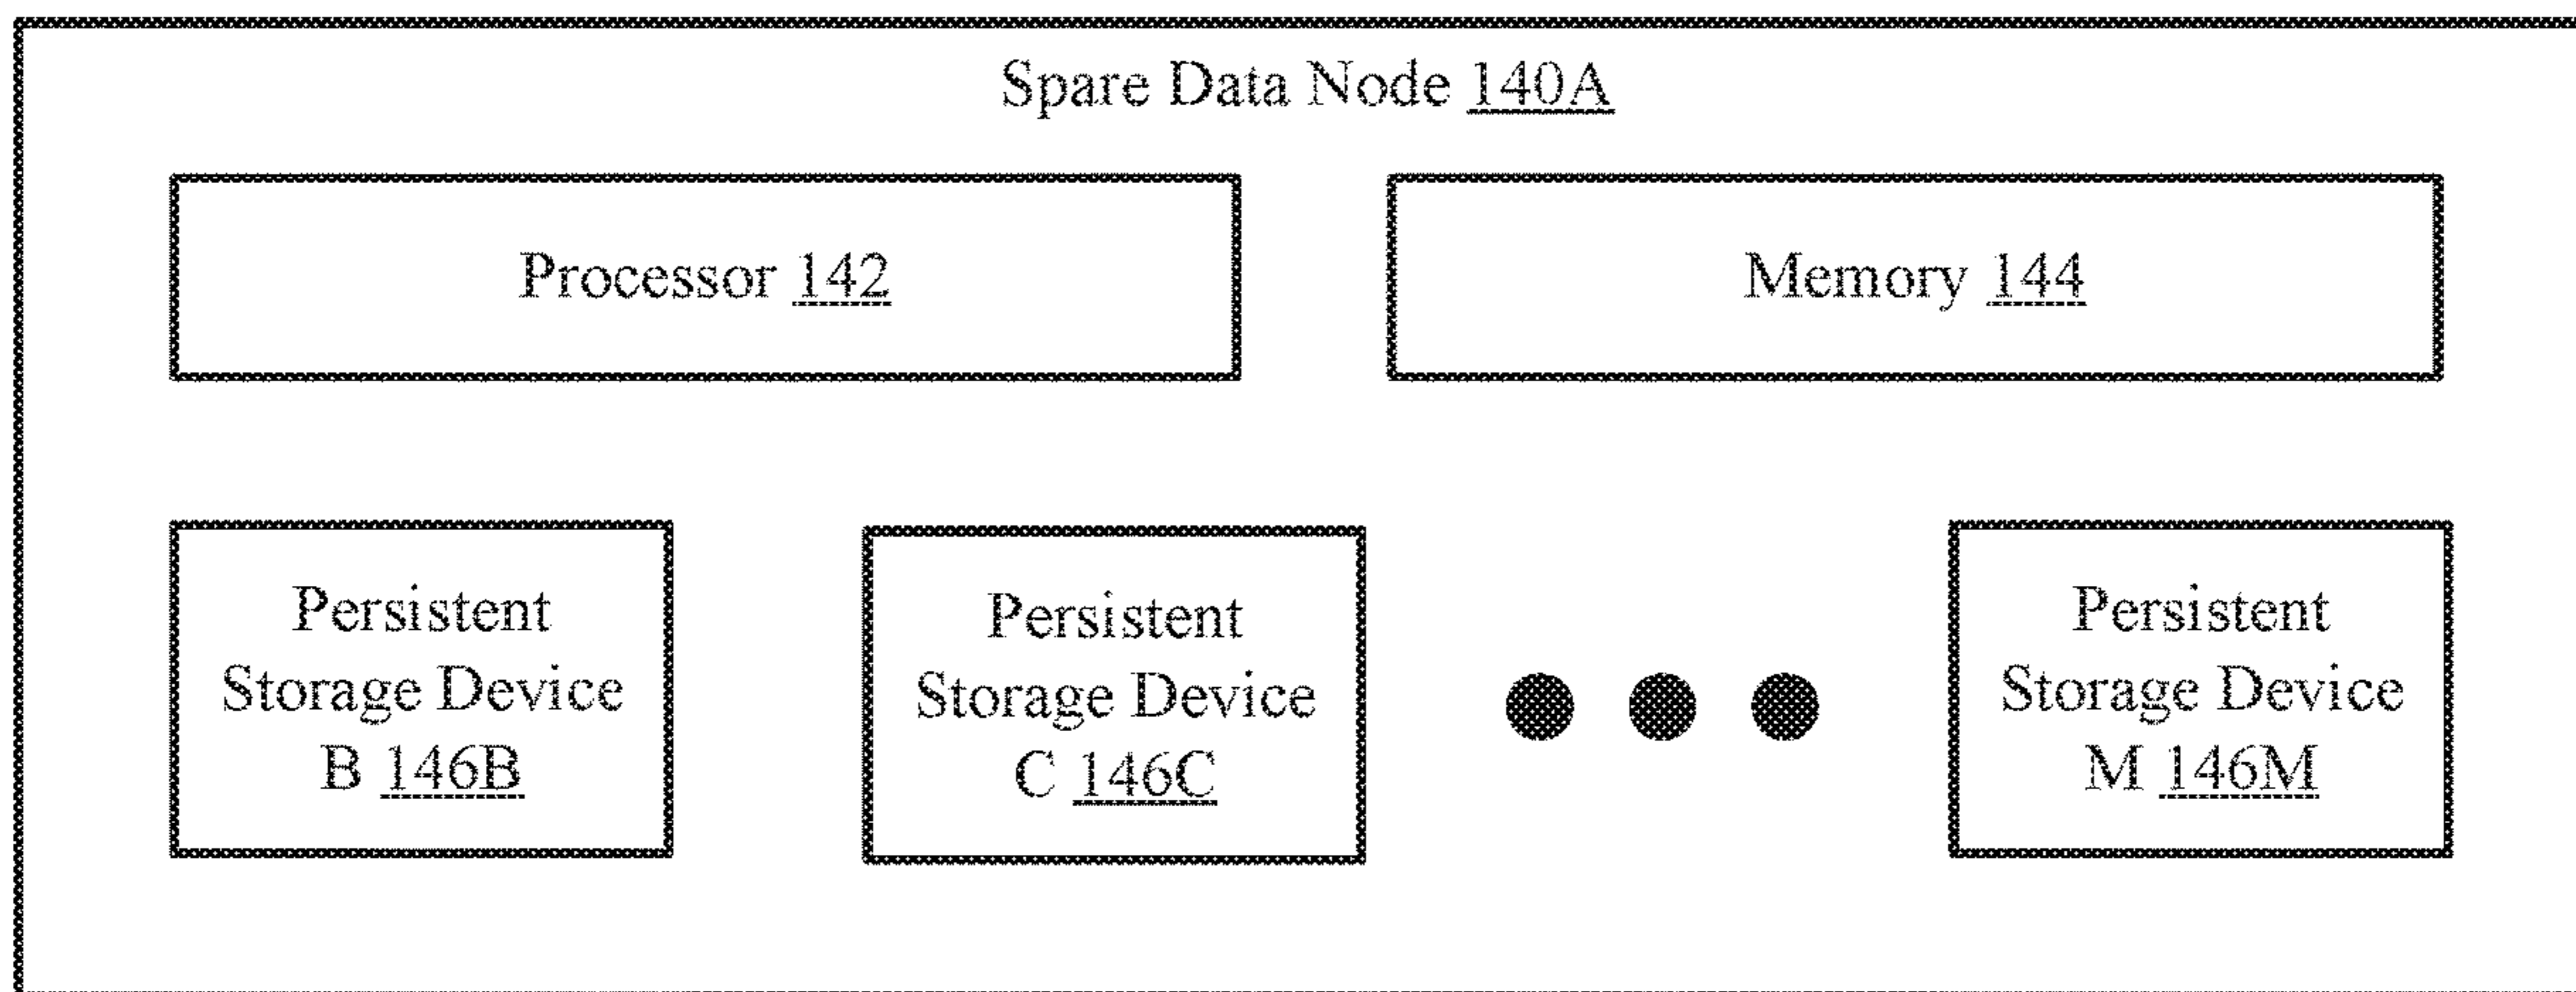 Spare Data Node 140A
Processor 142
Memory 144
Persistent
Storage Device
B 146B
Persistent
Storage Device
C 146C
Persistent
Storage Device
M 146M